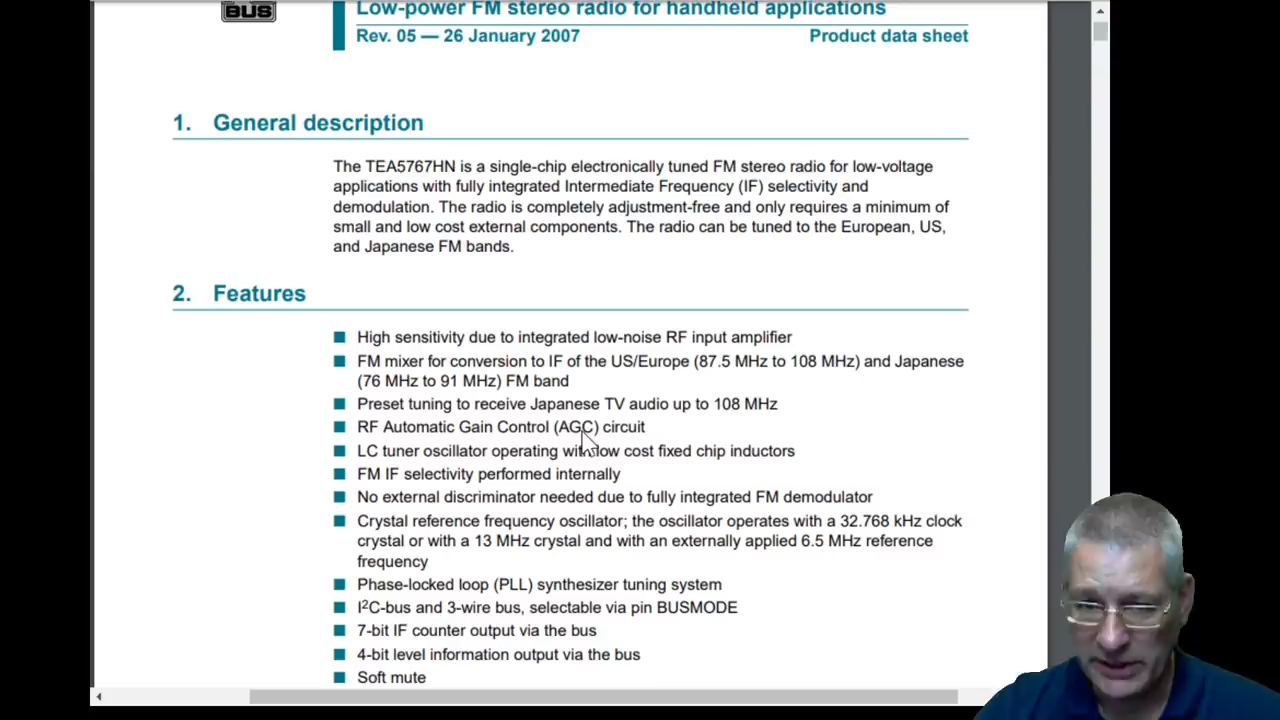 BUS
Low-power FM stereo radio for handheld applications
Rev. 05 — 26 January 2007 Product data sheet
1. General description
The TEA5767HN is a single-chip electronically tuned FM stereo radio for low-voltage
applications with fully integrated Intermediate Frequency (IF) selectivity and
demodulation. The radio is completely adjustment-free and only requires a minimum of
small and low cost external components. The radio can be tuned to the European, US,
and Japanese FM bands.
2. Features
■ High sensitivity due to integrated low-noise RF input amplifier
■ FM mixer for conversion to IF of the US/Europe (87.5 MHz to 108 MHz) and Japanese
(76 MHz to 91 MHz) FM band
■ Preset tuning to receive Japanese TV audio up to 108 MHz
■ RF Automatic Gain Control (AGC) circuit
■ LC tuner oscillator operating with low cost fixed chip inductors
■ FM IF selectivity performed internally
■ No external discriminator needed due to fully integrated FM demodulator
■ Crystal reference frequency oscillator; the oscillator operates with a 32.768 kHz clock
crystal or with a 13 MHz crystal and with an externally applied 6.5 MHz reference
frequency
■ Phase-locked loop (PLL) synthesizer tuning system
■ I²C-bus and 3-wire bus, selectable via pin BUSMODE
■ 7-bit IF counter output via the bus
■ 4-bit level information output via the bus
■ Soft mute